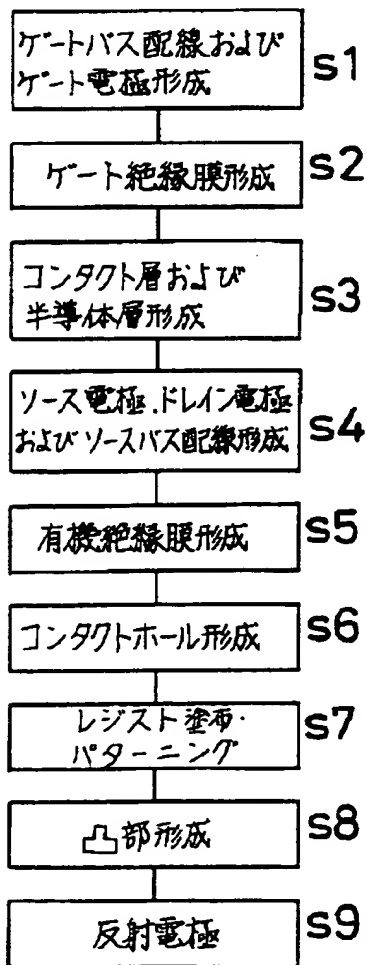 ゲートバス配線および
ゲート電極形成
s1
ゲート絶縁膜形成
s2
コンタクト層および
半導体層形成
s3
ソース電極、ドレイン電極
およびソースバス配線形成
s4
有機絶縁膜形成
s5
コンタクトホール形成
s6
レジスト塗布・
パターニング
s7
凸部形成
s8
反射電極
s9